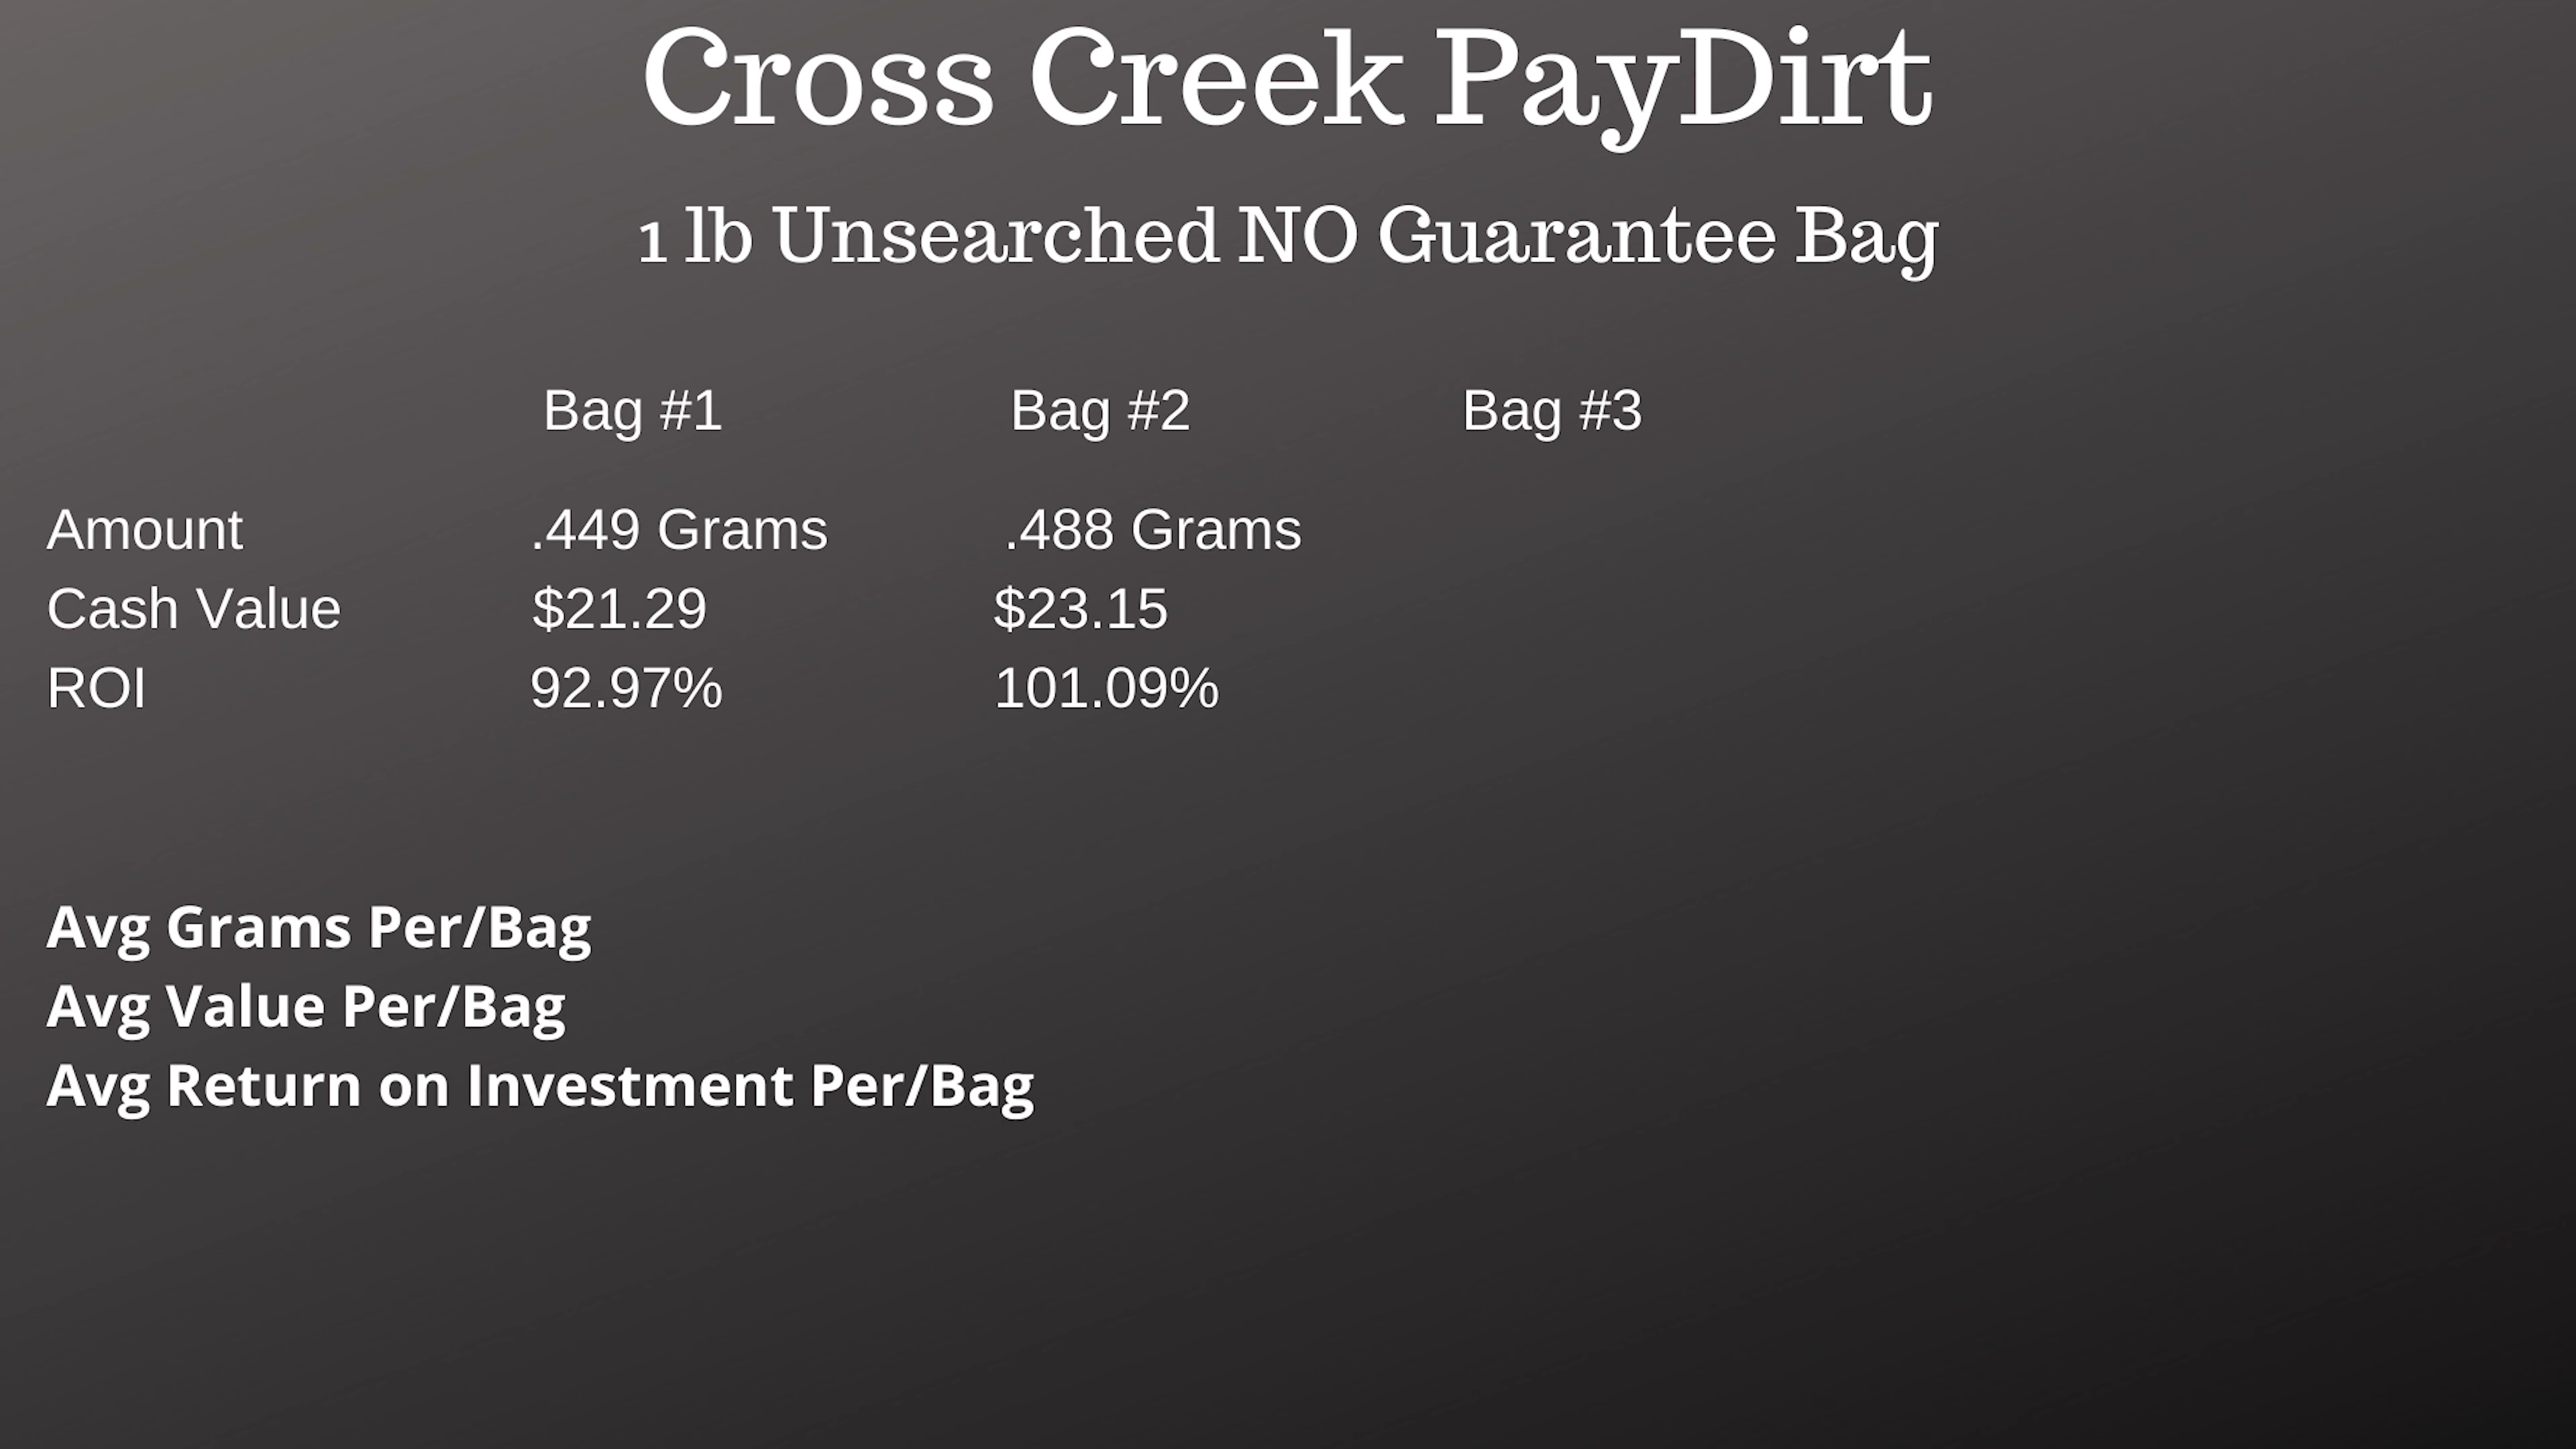 Cross Creek PayDirt
1 lb Unsearched NO Guarantee Bag
Bag #1 Bag #2 Bag #3
Amount .449 Grams .488 Grams
Cash Value $21.29 $23.15
ROI 92.97% 101.09%
Avg Grams Per/Bag
Avg Value Per/Bag
Avg Return on Investment Per/Bag